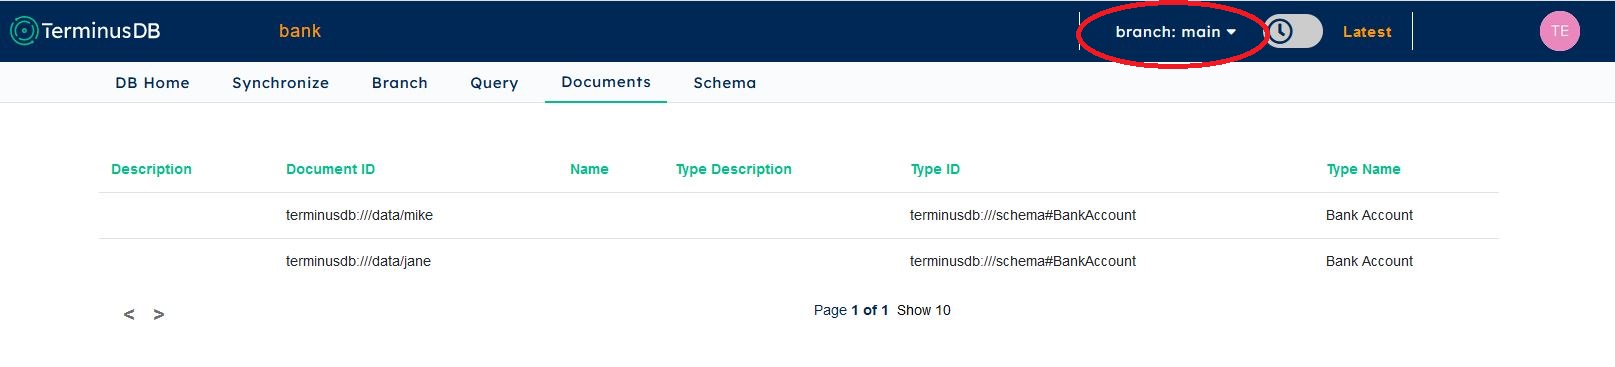 TerminusDB bank branch: main Latest TE
DB Home Synchronize Branch Query Documents Schema
Description Document ID Name Type Description Type ID Type Name
terminusdb:///data/mike terminusdb:///schema#BankAccount Bank Account
terminusdb:///data/jane terminusdb:///schema#BankAccount Bank Account
< > Page 1 of 1 Show 10